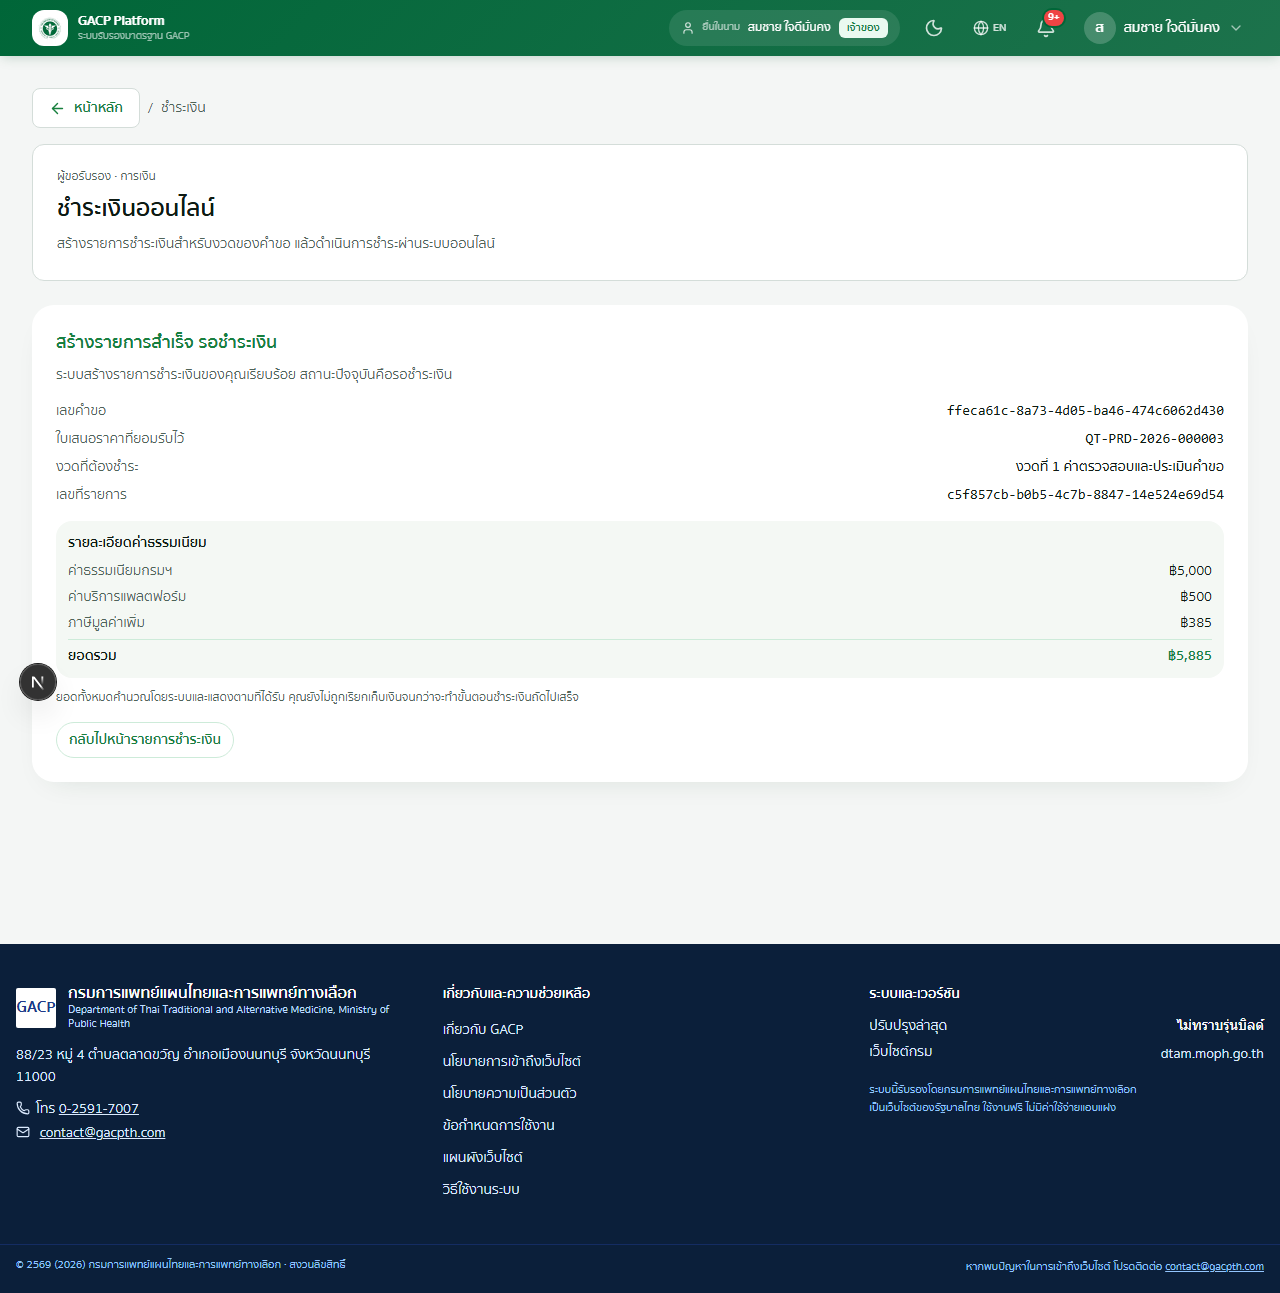 GACP Platform
ระบบรับรองมาตรฐาน GACP
ยื่นในนาม สมชาย ใจดีมั่นคง เจ้าของ
EN
9+
ส สมชาย ใจดีมั่นคง
หน้าหลัก / ชำระเงิน
ผู้ขอรับรอง · การเงิน
ชำระเงินออนไลน์
สร้างรายการชำระเงินสำหรับงวดของคำขอ แล้วดำเนินการชำระผ่านระบบออนไลน์
สร้างรายการสำเร็จ รอชำระเงิน
ระบบสร้างรายการชำระเงินของคุณเรียบร้อย สถานะปัจจุบันคือรอชำระเงิน
เลขคำขอ ffeca61c-8a73-4d05-ba46-474c6062d430
ใบเสนอราคาที่ยอมรับไว้ QT-PRD-2026-000003
งวดที่ต้องชำระ งวดที่ 1 ค่าตรวจสอบและประเมินคำขอ
เลขที่รายการ c5f857cb-b0b5-4c7b-8847-14e524e69d54
รายละเอียดค่าธรรมเนียม
ค่าธรรมเนียมกรมฯ ฿5,000
ค่าบริการแพลตฟอร์ม ฿500
ภาษีมูลค่าเพิ่ม ฿385
ยอดรวม ฿5,885
N
ยอดทั้งหมดคำนวณโดยระบบและแสดงตามที่ได้รับ คุณยังไม่ถูกเรียกเก็บเงินจนกว่าจะทำขั้นตอนชำระเงินถัดไปเสร็จ
กลับไปหน้ารายการชำระเงิน
GACP
กรมการแพทย์แผนไทยและการแพทย์ทางเลือก
Department of Thai Traditional and Alternative Medicine, Ministry of
Public Health
88/23 หมู่ 4 ตำบลตลาดขวัญ อำเภอเมืองนนทบุรี จังหวัดนนทบุรี
11000
โทร 0-2591-7007
contact@gacpth.com
เกี่ยวกับและความช่วยเหลือ
เกี่ยวกับ GACP
นโยบายการเข้าถึงเว็บไซต์
นโยบายความเป็นส่วนตัว
ข้อกำหนดการใช้งาน
แผนผังเว็บไซต์
วิธีใช้งานระบบ
ระบบและเวอร์ชัน
ปรับปรุงล่าสุด ไม่ทราบรุ่นบิลด์
เว็บไซต์กรม dtam.moph.go.th
ระบบนี้รับรองโดยกรมการแพทย์แผนไทยและการแพทย์ทางเลือก
เป็นเว็บไซต์ของรัฐบาลไทย ใช้งานฟรี ไม่มีค่าใช้จ่ายแอบแฝง
© 2569 (2026) กรมการแพทย์แผนไทยและการแพทย์ทางเลือก · สงวนลิขสิทธิ์
หากพบปัญหาในการเข้าถึงเว็บไซต์ โปรดติดต่อ contact@gacpth.com